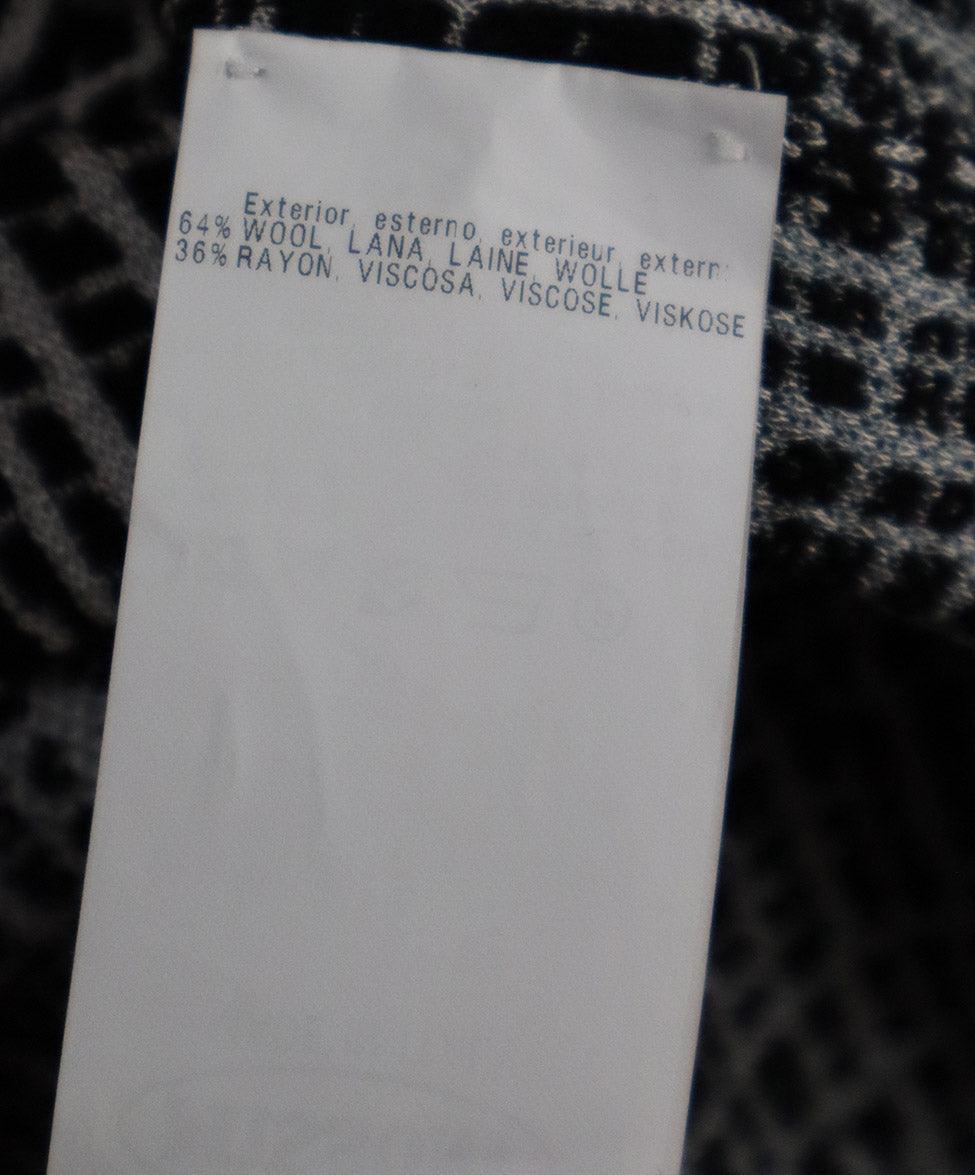 Exterior, esterno, exterieur, extern:
64% WOOL, LANA, LAINE, WOLLE
36% RAYON, VISCOSA, VISCOSE, VISKOSE